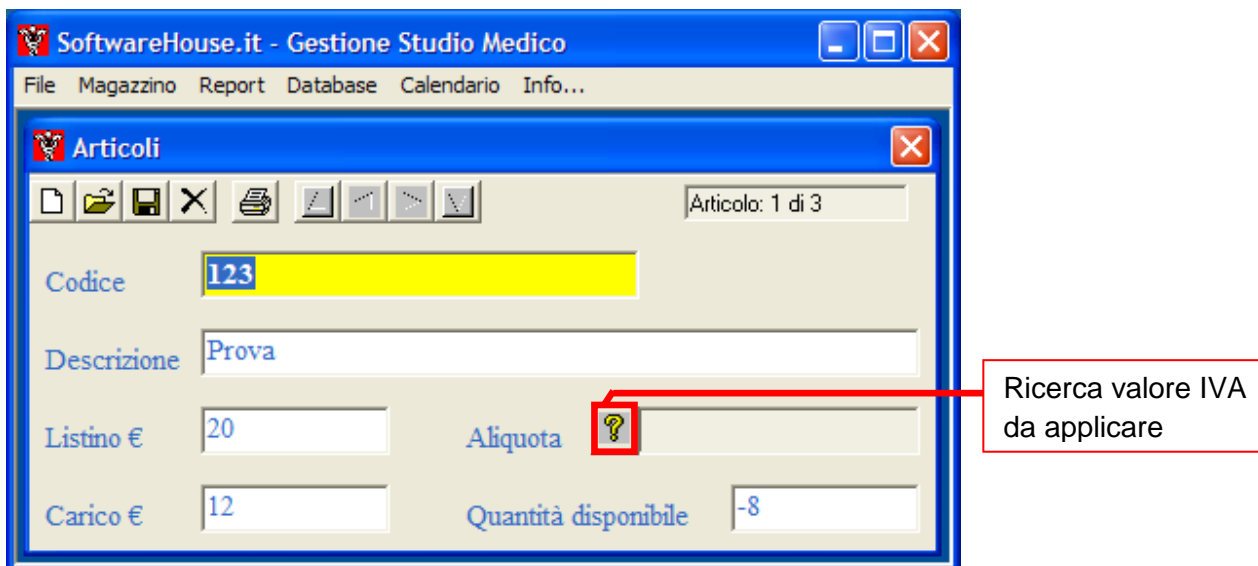 SoftwareHouse.it - Gestione Studio Medico
File Magazzino Report Database Calendario Info...
Articoli
Articolo: 1 di 3
Codice 123
Descrizione Prova
Ricerca valore IVA
da applicare
Listino € 20 Aliquota ?
Carico € 12 Quantità disponibile -8